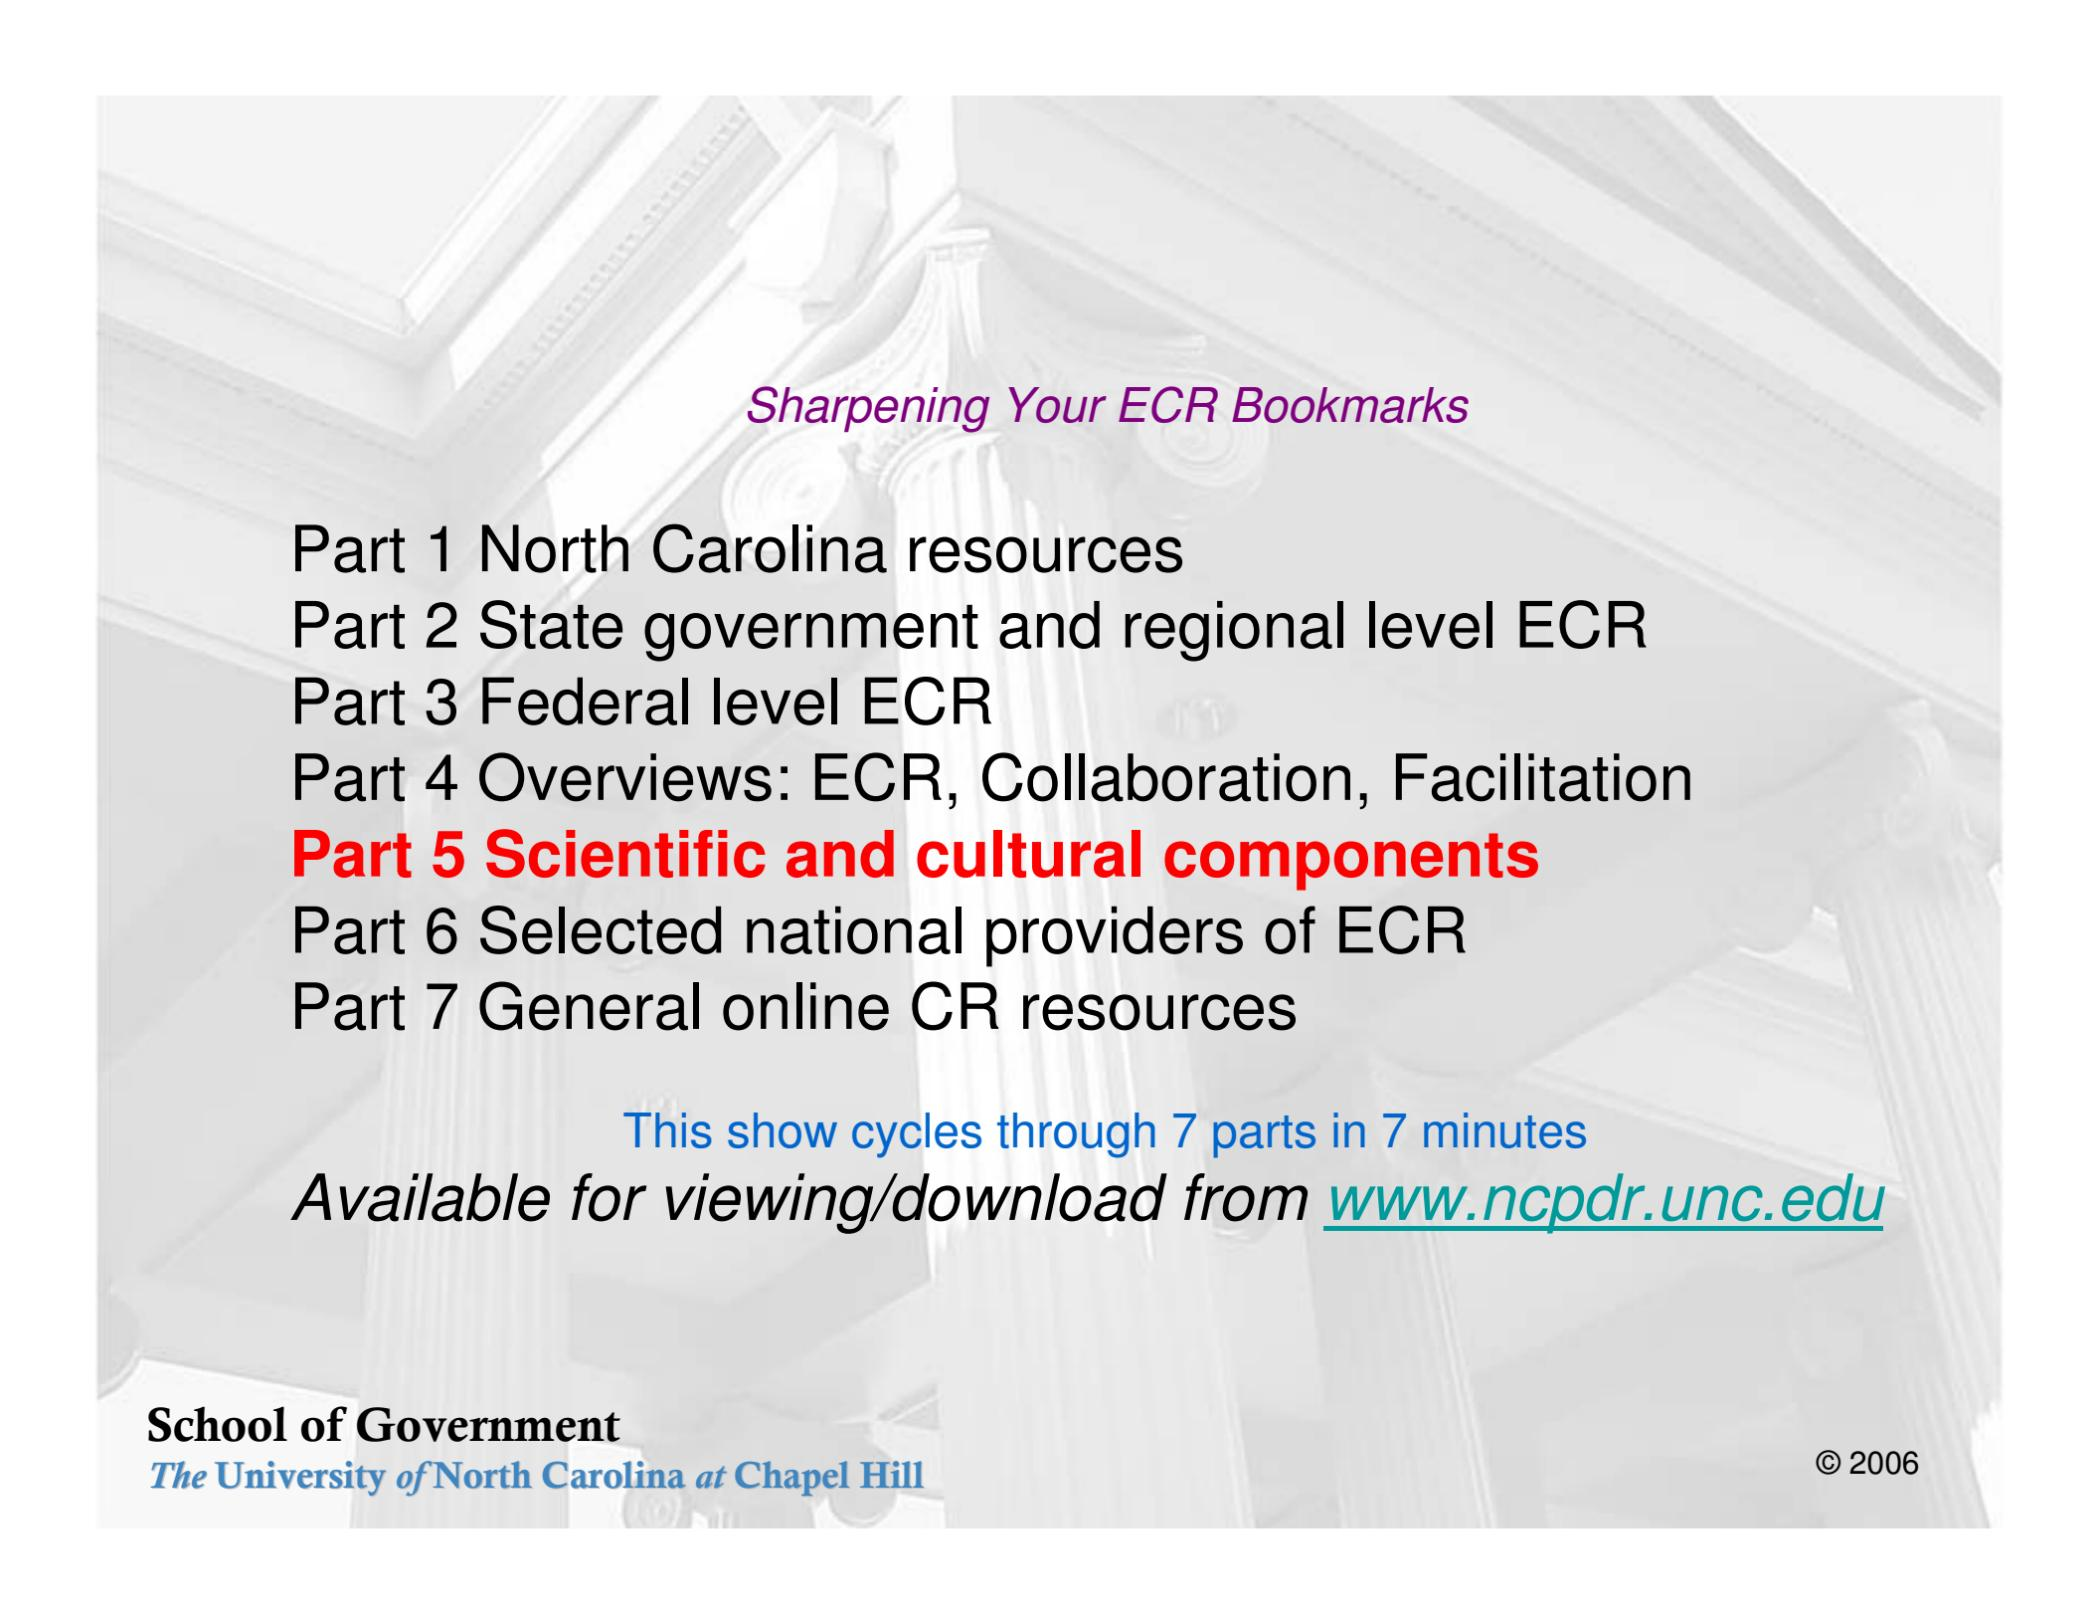 Sharpening Your ECR Bookmarks
Part 1 North Carolina resources
Part 2 State government and regional level ECR
Part 3 Federal level ECR
Part 4 Overviews: ECR, Collaboration, Facilitation
Part 5 Scientific and cultural components
Part 6 Selected national providers of ECR
Part 7 General online CR resources
This show cycles through 7 parts in 7 minutes
Available for viewing/download from www.ncpdr.unc.edu
School of Government
The University of North Carolina at Chapel Hill
© 2006